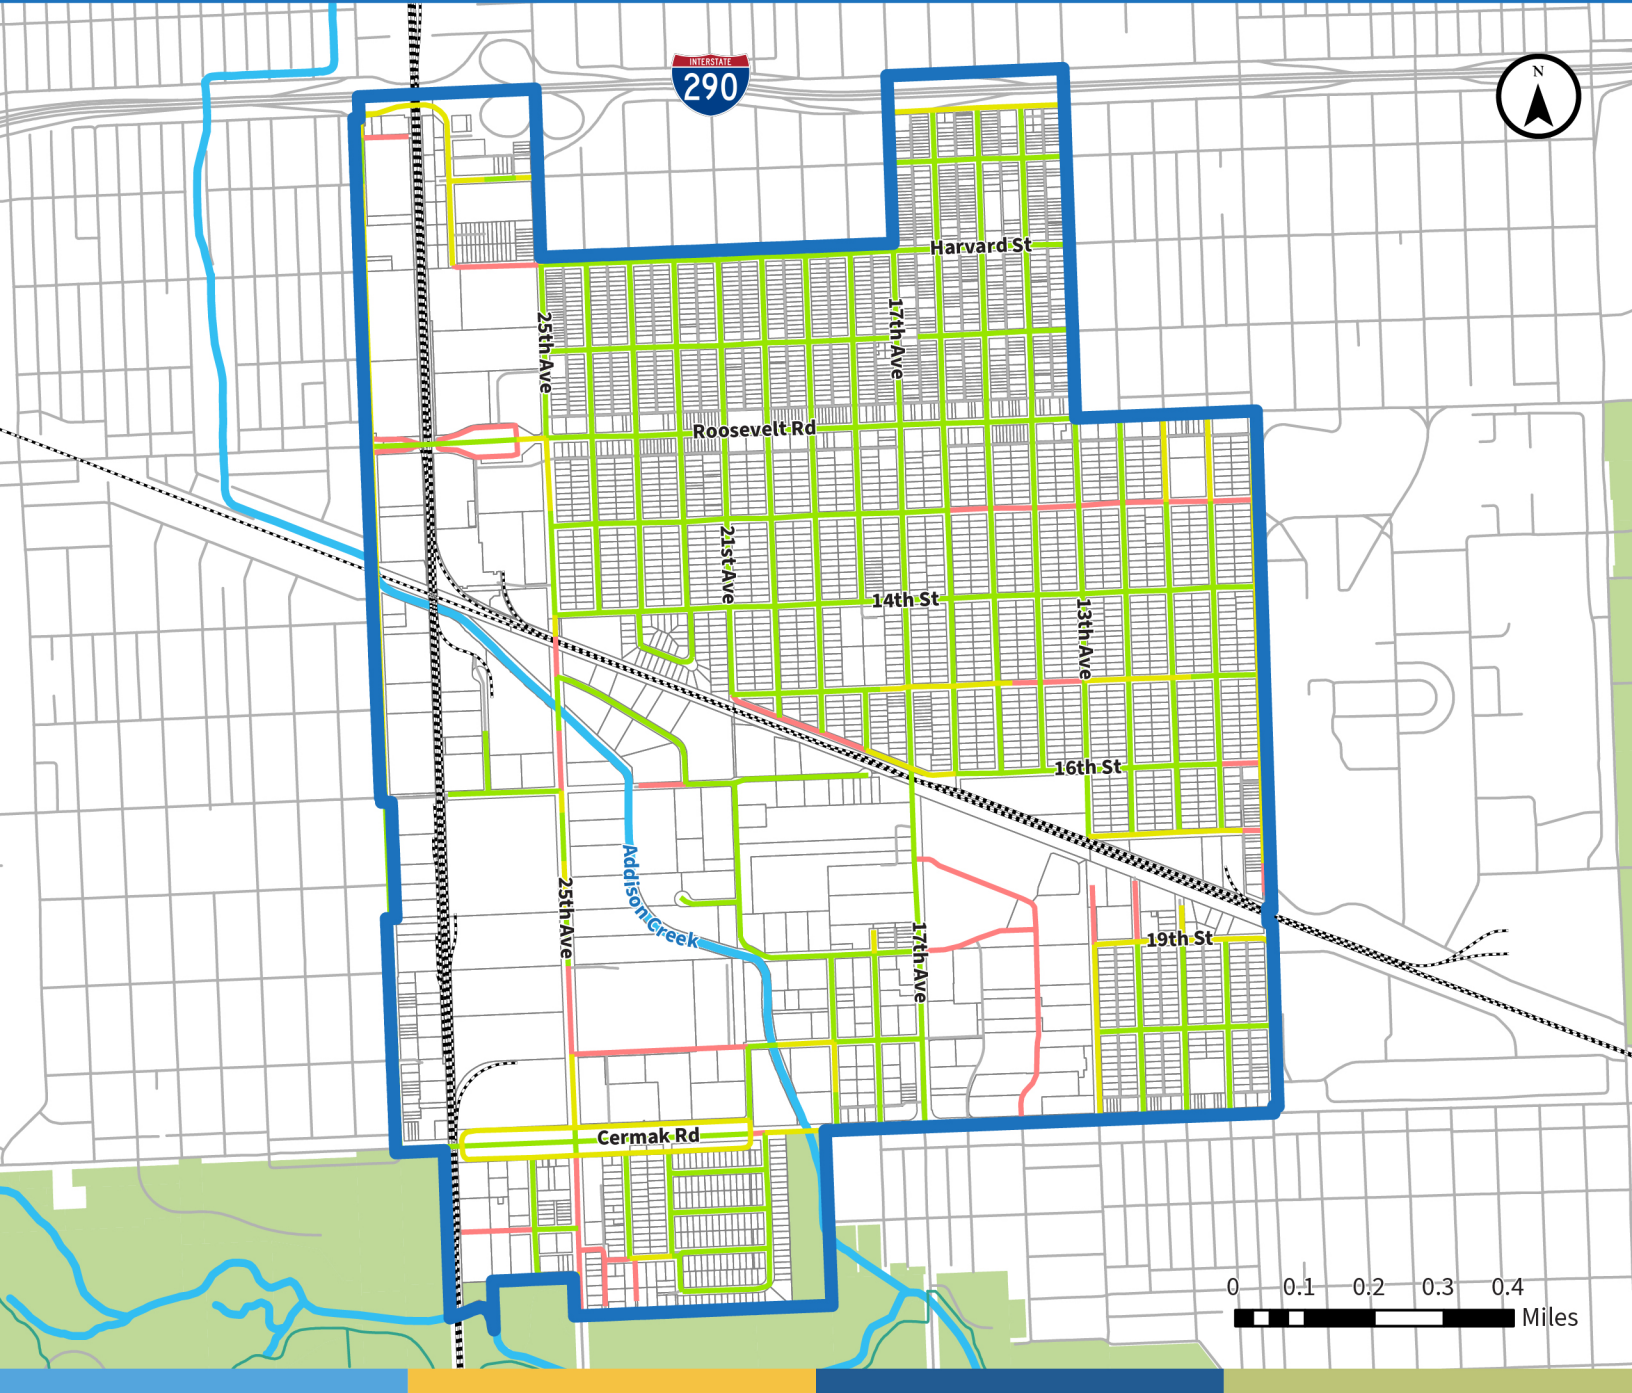 INTERSTATE
290
N
Harvard St
25th Ave
17th Ave
Roosevelt Rd
21st Ave
14th St
13th Ave
16th St
Addison Creek
25th Ave
17th Ave
19th St
Cermak Rd
0 0.1 0.2 0.3 0.4
Miles